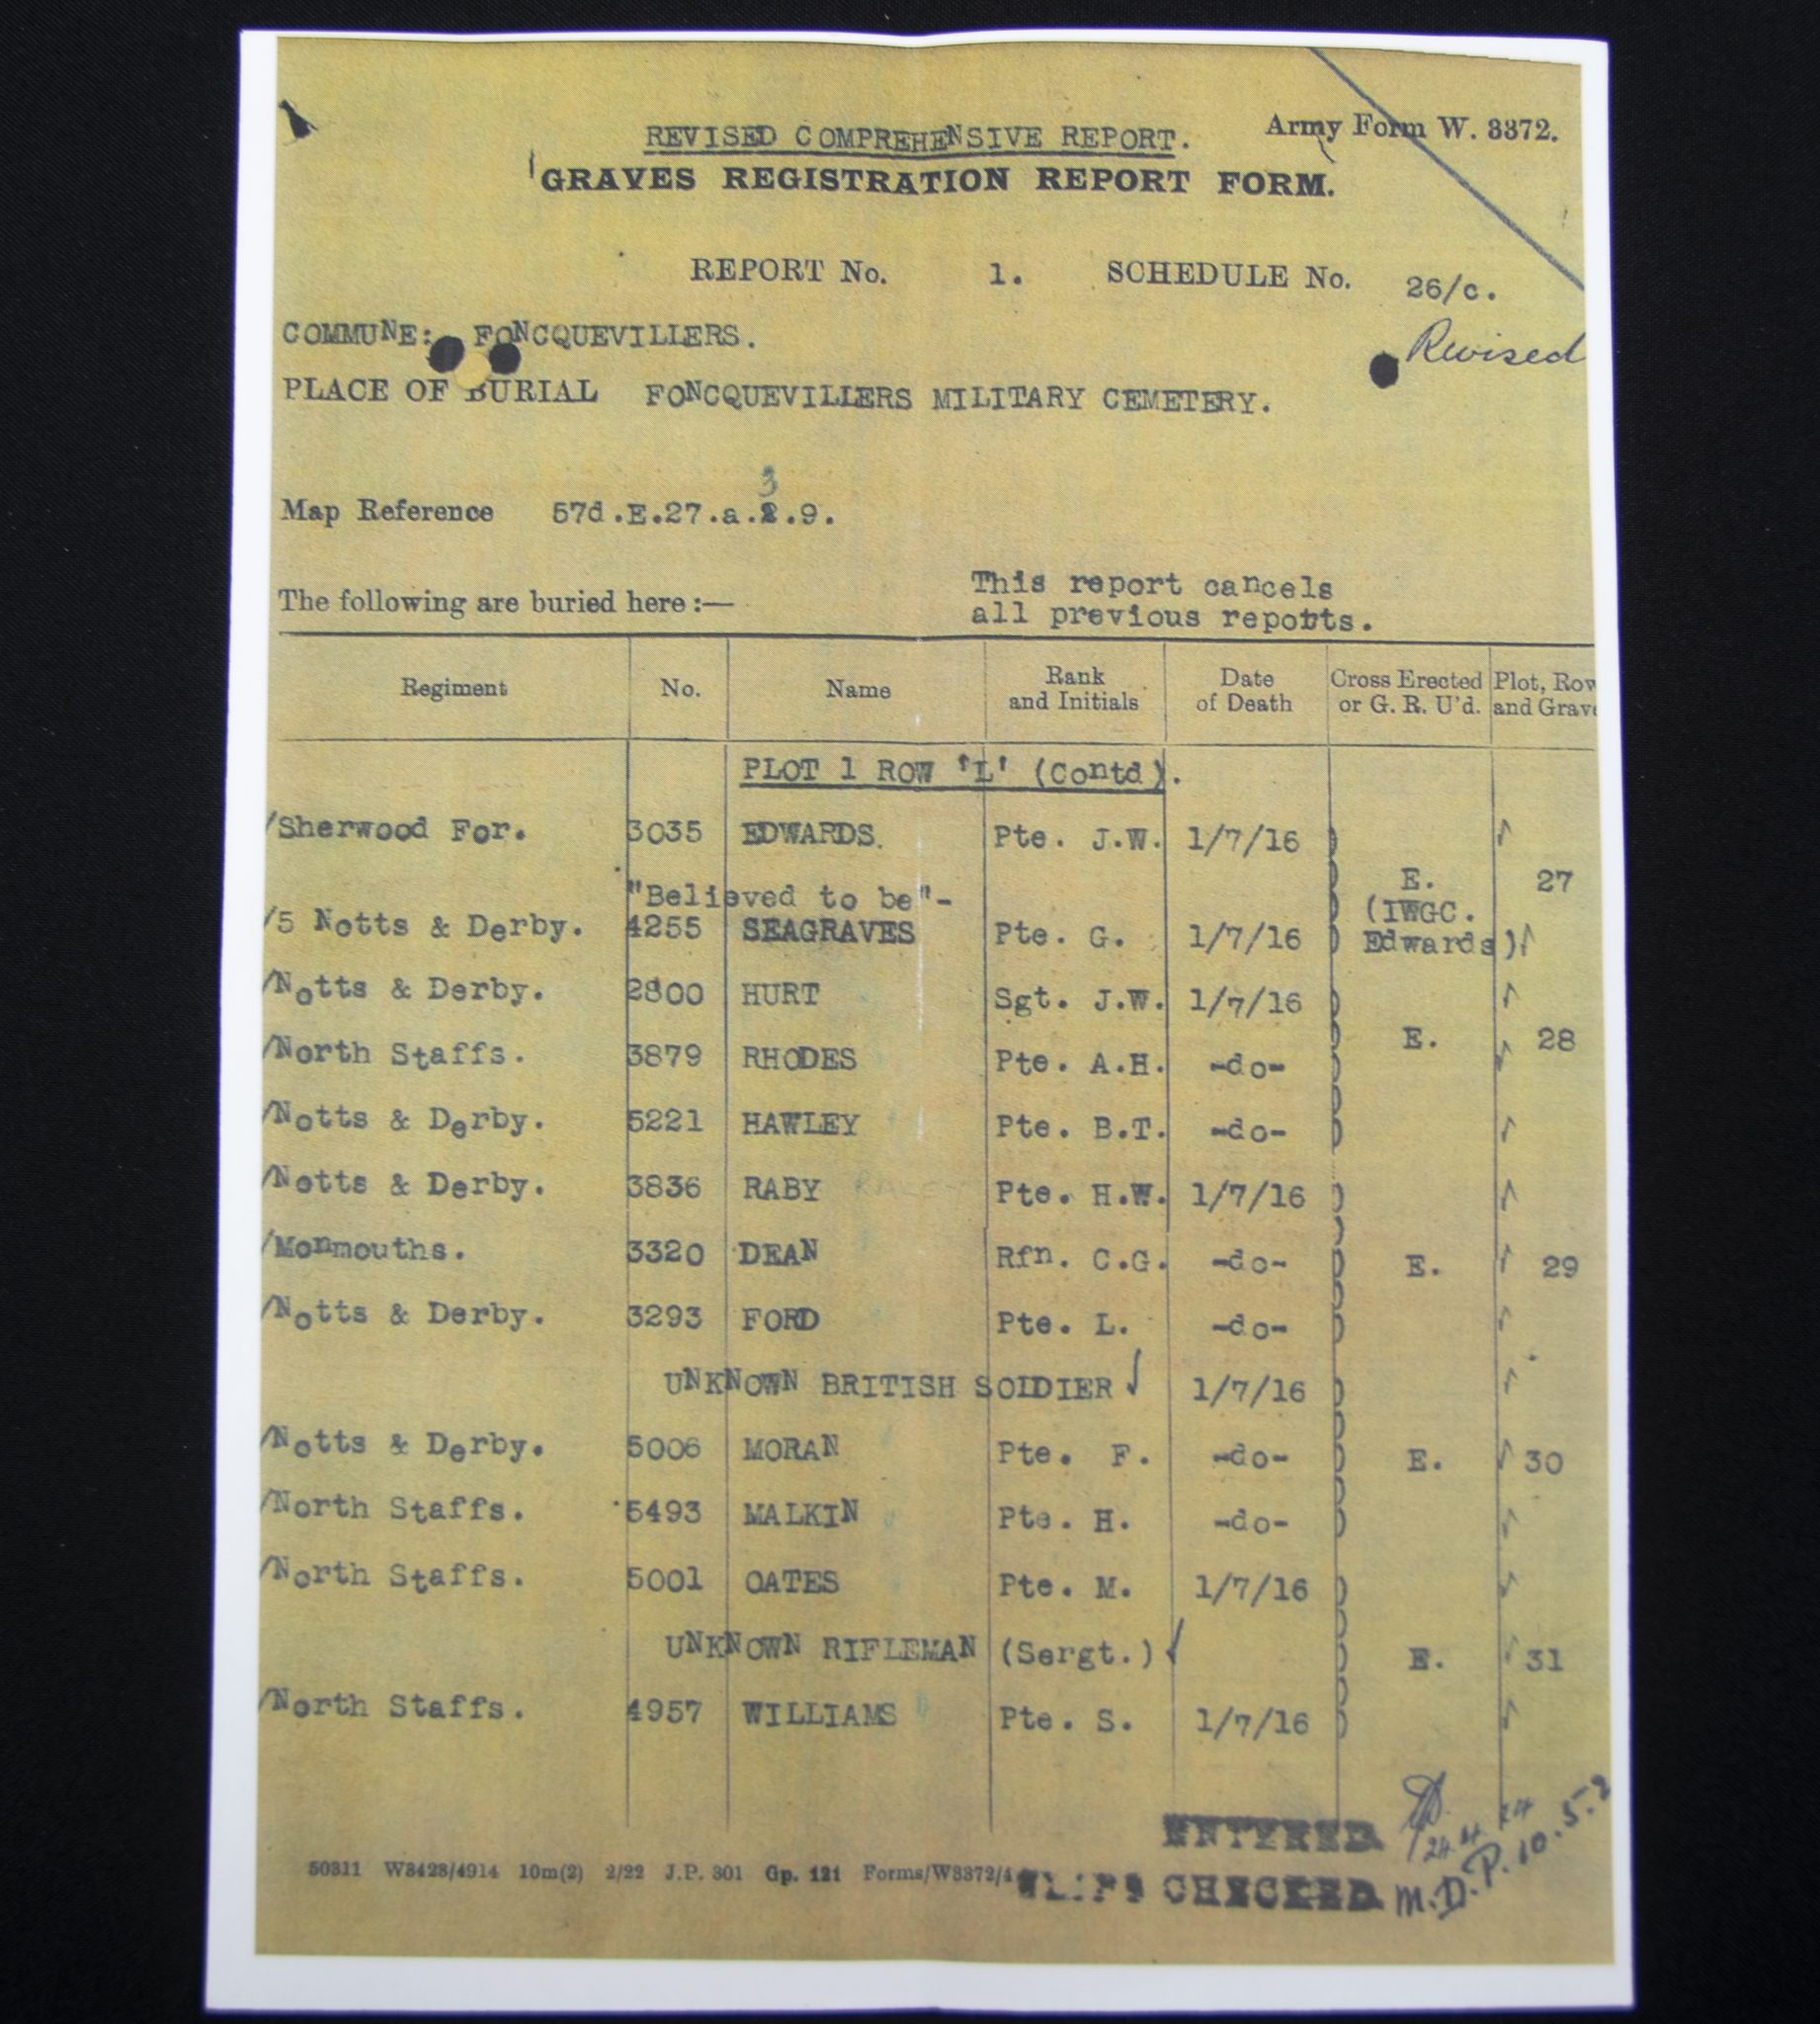 REVISED COMPREHENSIVE REPORT. Army Form W. 3372.
GRAVES REGISTRATION REPORT FORM.
REPORT No. 1. SCHEDULE No. 26/c.
Revised
COMMUNE: FONCQUEVILLERS.
PLACE OF BURIAL FONCQUEVILLERS MILITARY CEMETERY.
3
Map Reference 57d.E.27.a.2.9.
The following are buried here :— This report cancels
all previous reports.
Regiment No. Name Rank and Initials Date of Death Cross Erected or G. R. U'd. Plot, Row and Grave
PLOT 1 ROW 'L' (Contd).
/Sherwood For. 3035 EDWARDS. Pte. J.W. 1/7/16
"Believed to be"- E. 27
/5 Notts & Derby. 4255 SEAGRAVES Pte. G. 1/7/16 (IWGC. Edwards)
/Notts & Derby. 2800 HURT Sgt. J.W. 1/7/16
E. 28
/North Staffs. 3879 RHODES Pte. A.H. -do-
/Notts & Derby. 5221 HAWLEY Pte. B.T. -do-
/Notts & Derby. 3836 RABY Pte. H.W. 1/7/16
/Monmouths. 3320 DEAN Rfn. C.G. -do- E. 29
/Notts & Derby. 3293 FORD Pte. L. -do-
UNKNOWN BRITISH SOLDIER 1/7/16
/Notts & Derby. 5006 MORAN Pte. F. -do- E. 30
/North Staffs. 5493 MALKIN Pte. H. -do-
/North Staffs. 5001 OATES Pte. M. 1/7/16
UNKNOWN RIFLEMAN (Sergt.) E. 31
/North Staffs. 4957 WILLIAMS Pte. S. 1/7/16
ENTERED 24.4.24
50311 W3428/4914 10m(2) 2/22 J.P. 301 Gp. 121 Forms/W3372/4
SLIPS CHECKED M.D.P. 10.5.2